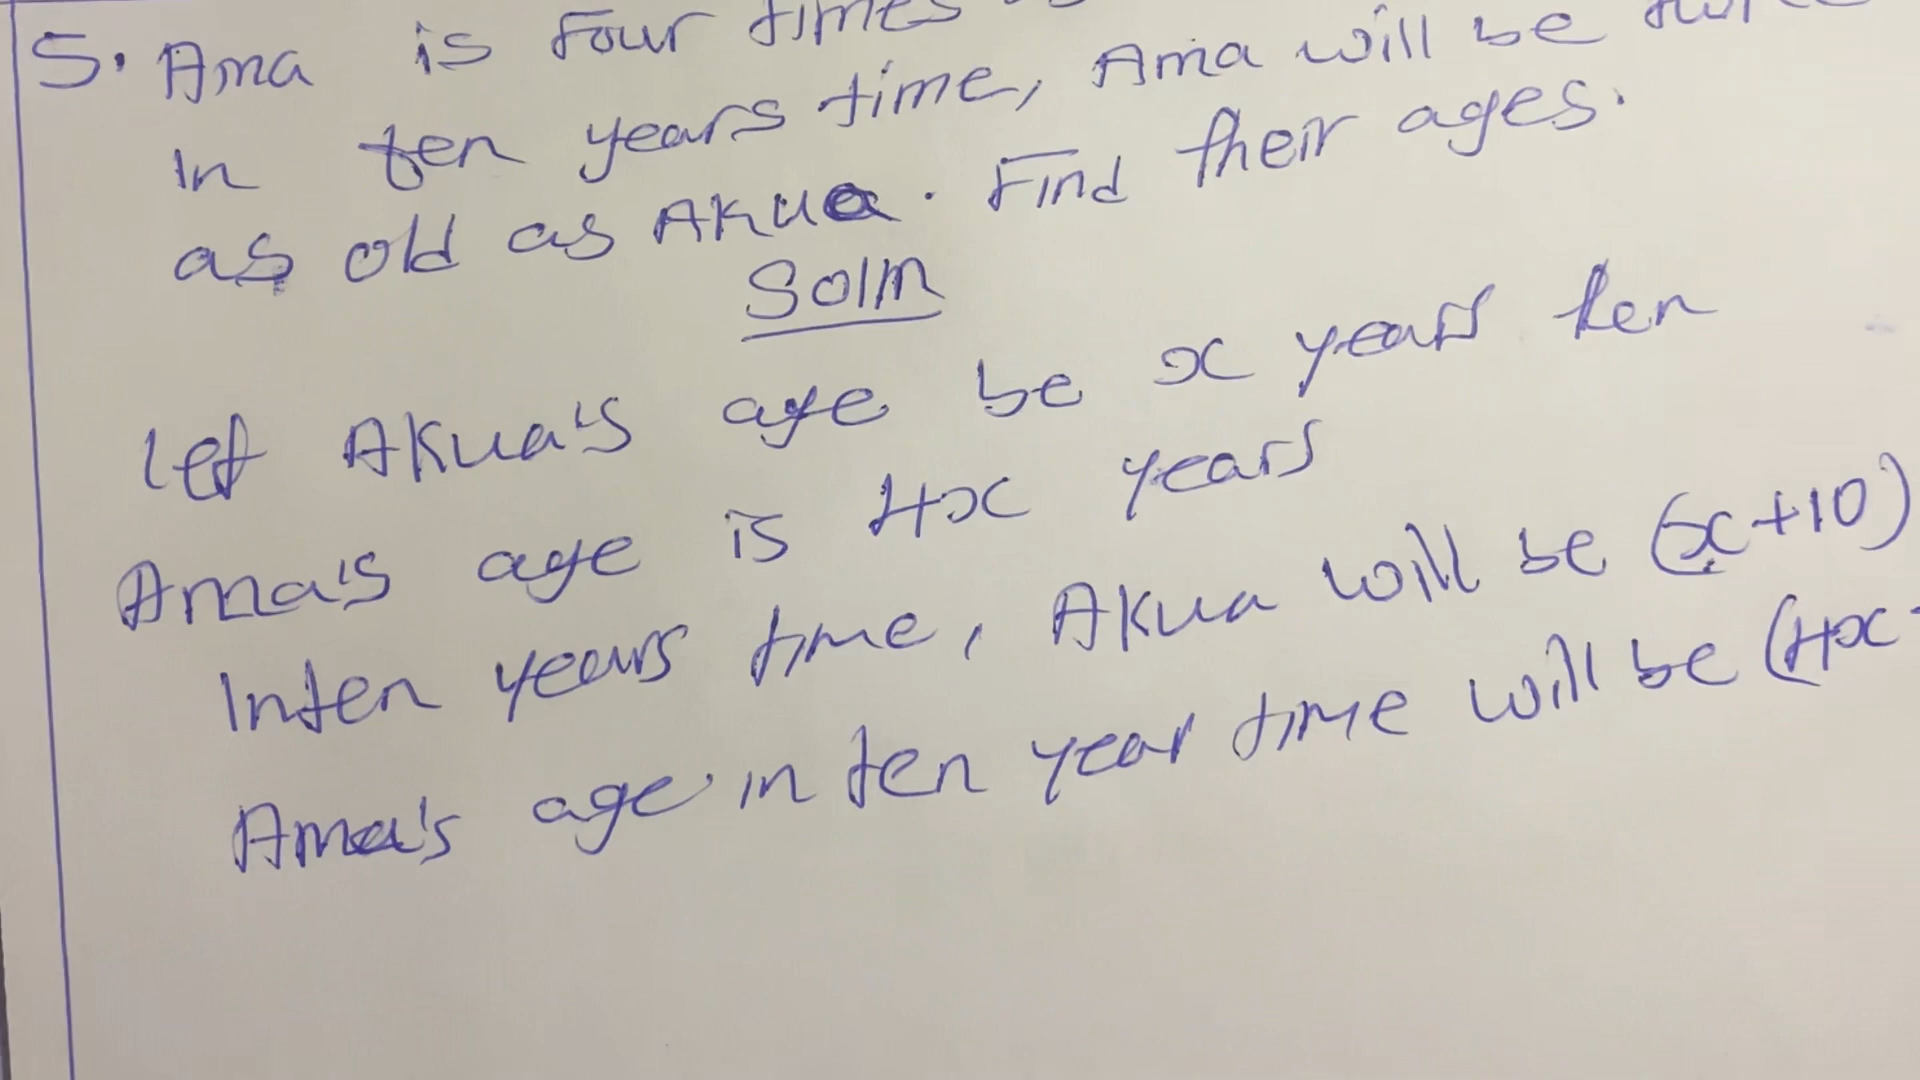 5. Ama is Four times
In ten years time, Ama will be
as old as Akua. Find their ages.
Soln
let Akua's age be x years then
Ama's age is 4x years
Inten years time, Akua will be (x+10)
Ama's age in ten year time will be (4x